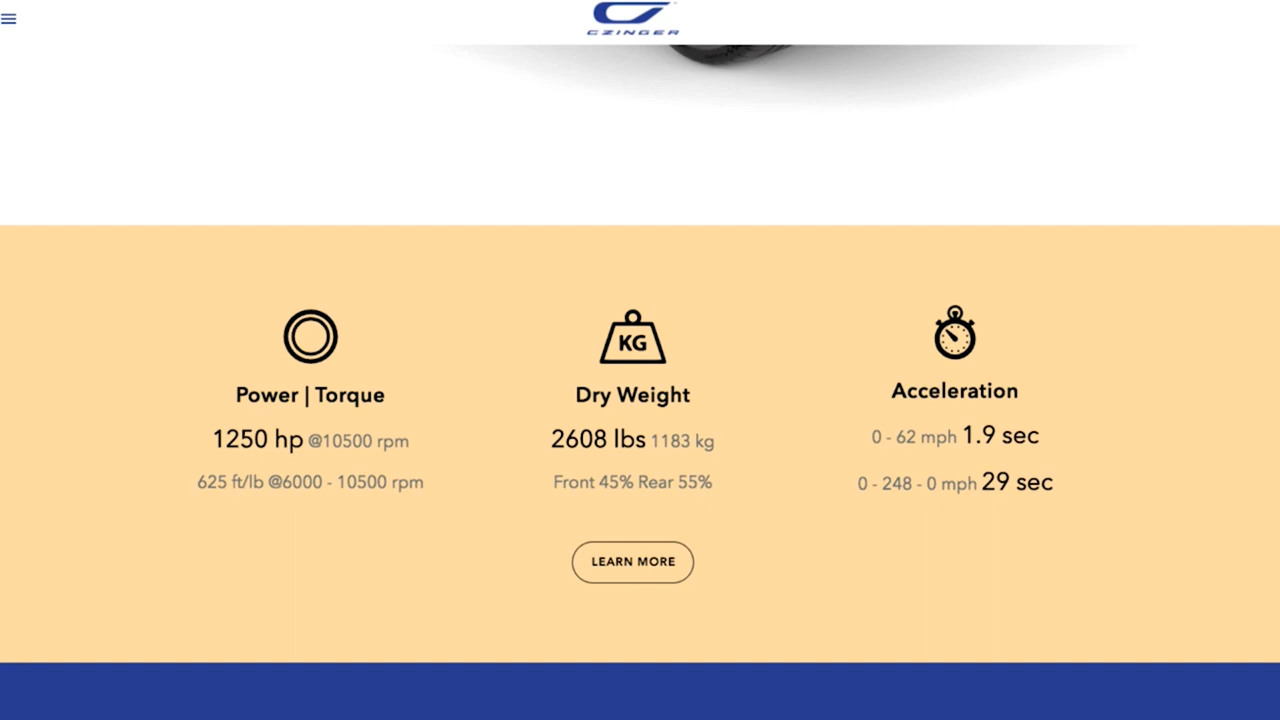 CZINGER
KG
Power | Torque
1250 hp @10500 rpm
625 ft/lb @6000 - 10500 rpm
Dry Weight
2608 lbs 1183 kg
Front 45% Rear 55%
Acceleration
0 - 62 mph 1.9 sec
0 - 248 - 0 mph 29 sec
LEARN MORE